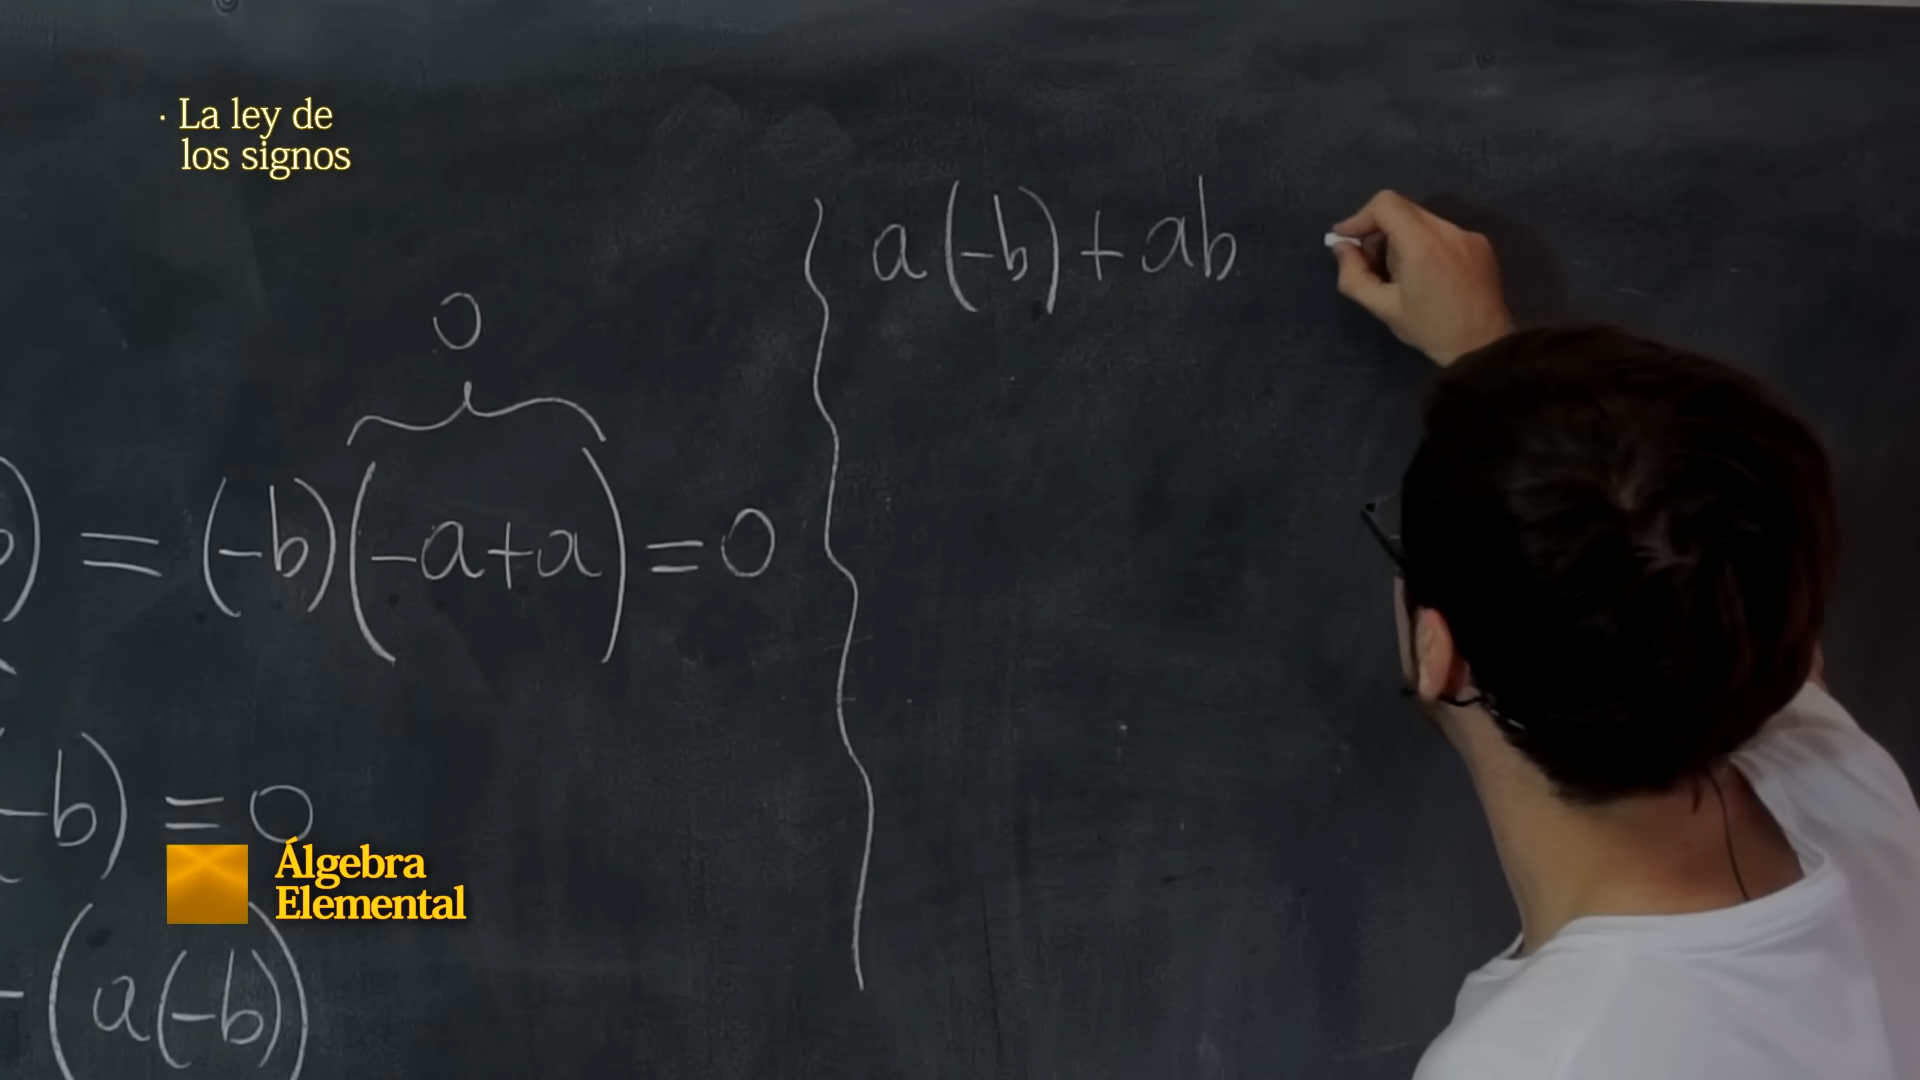 · La ley de
los signos
a(-b)+ab
0
) = (-b)(-a+a) = 0
-b) = 0
Álgebra
Elemental
-(a(-b))